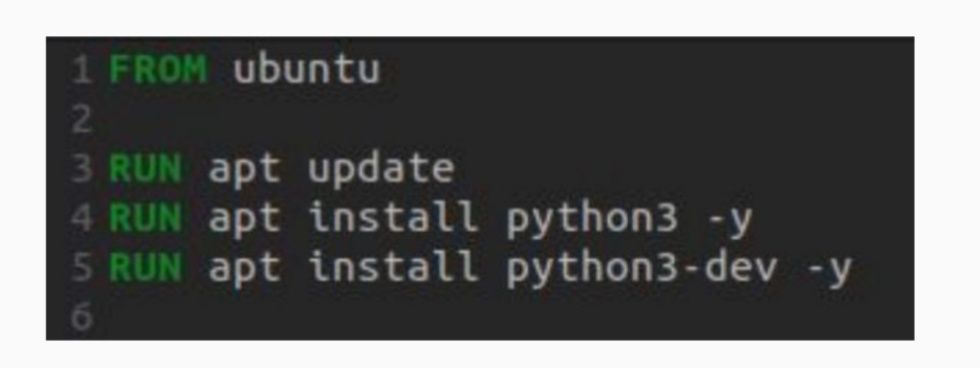 1 FROM ubuntu
2
3 RUN apt update
4 RUN apt install python3 -y
5 RUN apt install python3-dev -y
6